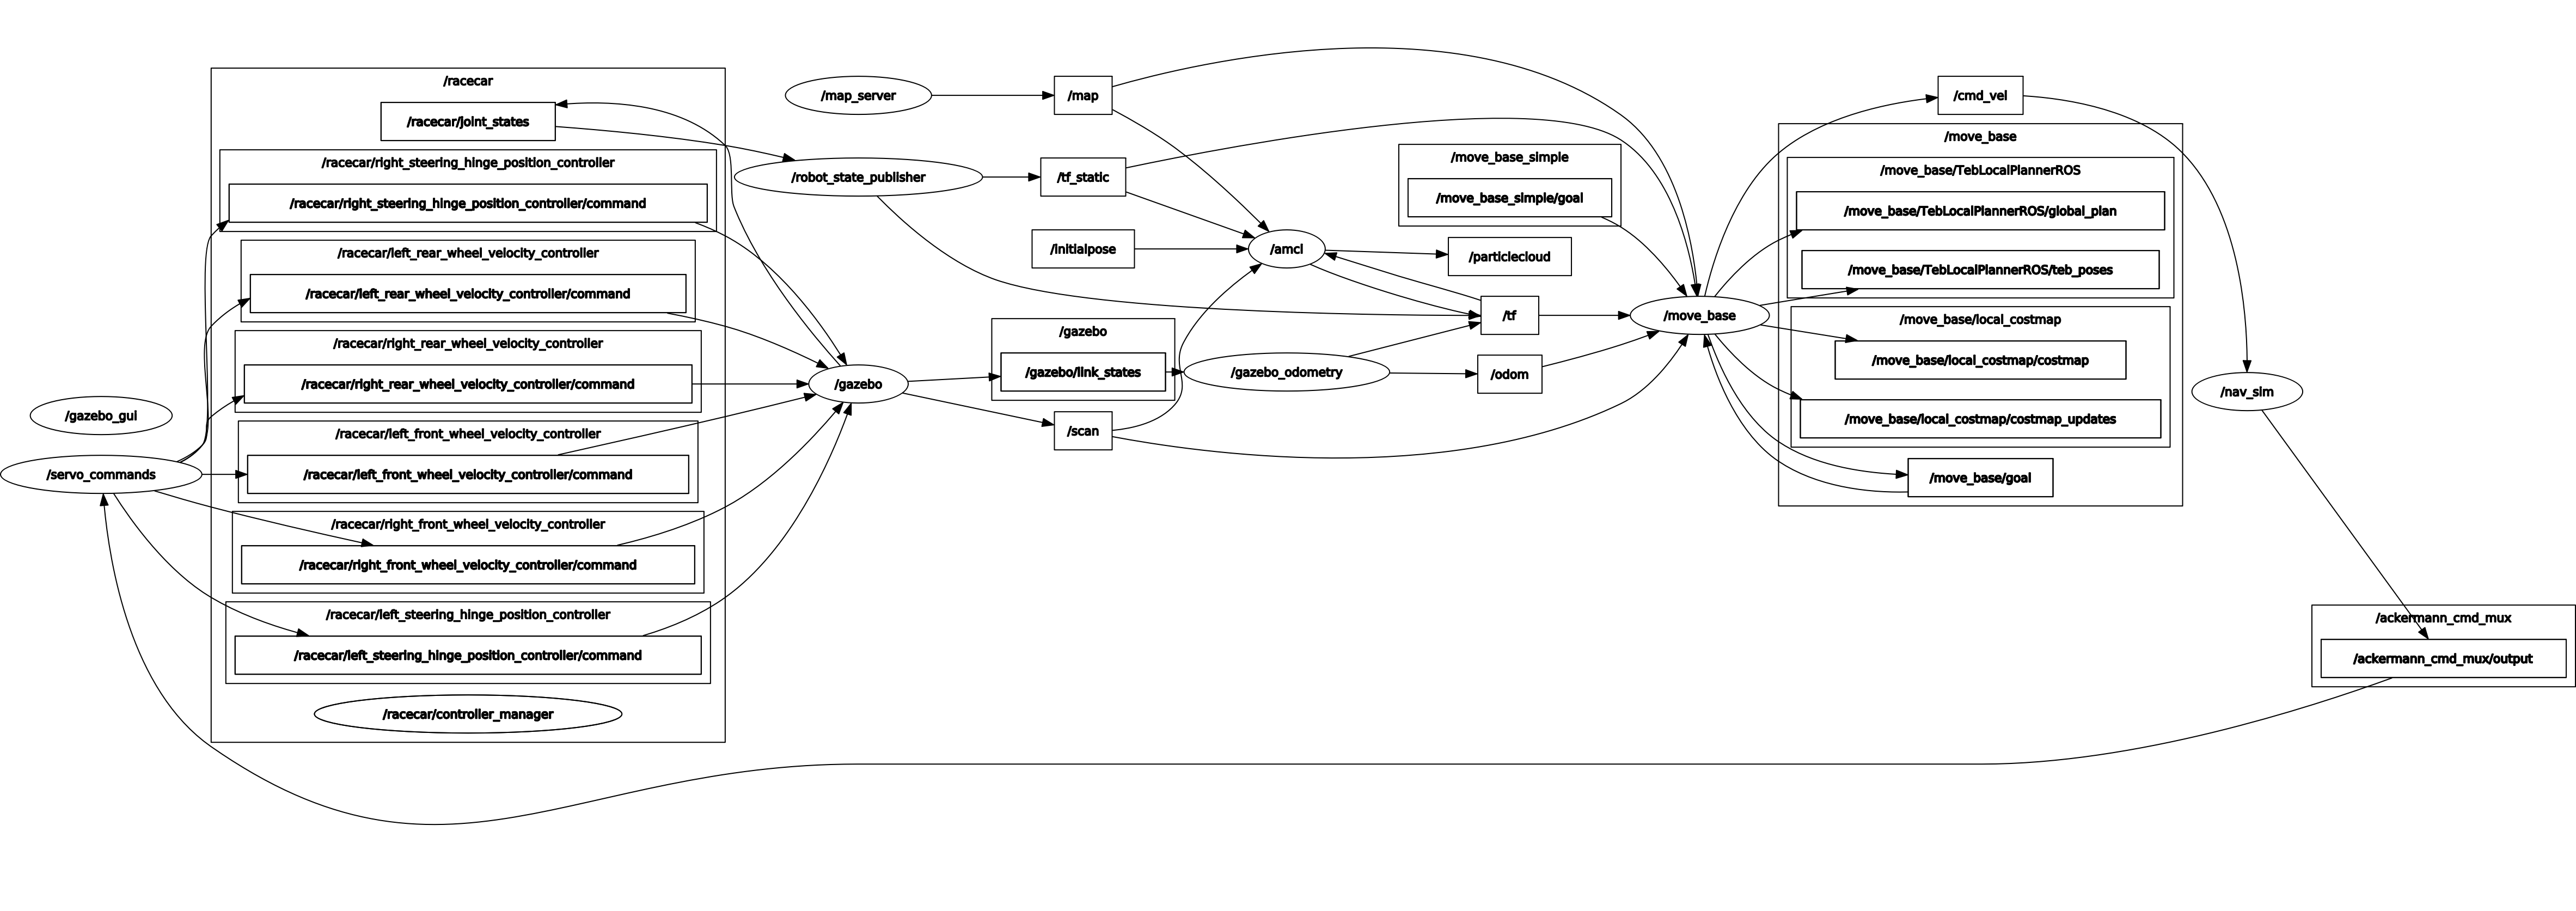 /gazebo_gui
/servo_commands
/racecar
/racecar/joint_states
/racecar/right_steering_hinge_position_controller
/racecar/right_steering_hinge_position_controller/command
/racecar/left_rear_wheel_velocity_controller
/racecar/left_rear_wheel_velocity_controller/command
/racecar/right_rear_wheel_velocity_controller
/racecar/right_rear_wheel_velocity_controller/command
/racecar/left_front_wheel_velocity_controller
/racecar/left_front_wheel_velocity_controller/command
/racecar/right_front_wheel_velocity_controller
/racecar/right_front_wheel_velocity_controller/command
/racecar/left_steering_hinge_position_controller
/racecar/left_steering_hinge_position_controller/command
/racecar/controller_manager
/map_server
/robot_state_publisher
/gazebo
/map
/tf_static
/initialpose
/gazebo
/gazebo/link_states
/scan
/amcl
/gazebo_odometry
/move_base_simple
/move_base_simple/goal
/particlecloud
/tf
/odom
/move_base
/cmd_vel
/move_base
/move_base/TebLocalPlannerROS
/move_base/TebLocalPlannerROS/global_plan
/move_base/TebLocalPlannerROS/teb_poses
/move_base/local_costmap
/move_base/local_costmap/costmap
/move_base/local_costmap/costmap_updates
/move_base/goal
/nav_sim
/ackermann_cmd_mux
/ackermann_cmd_mux/output